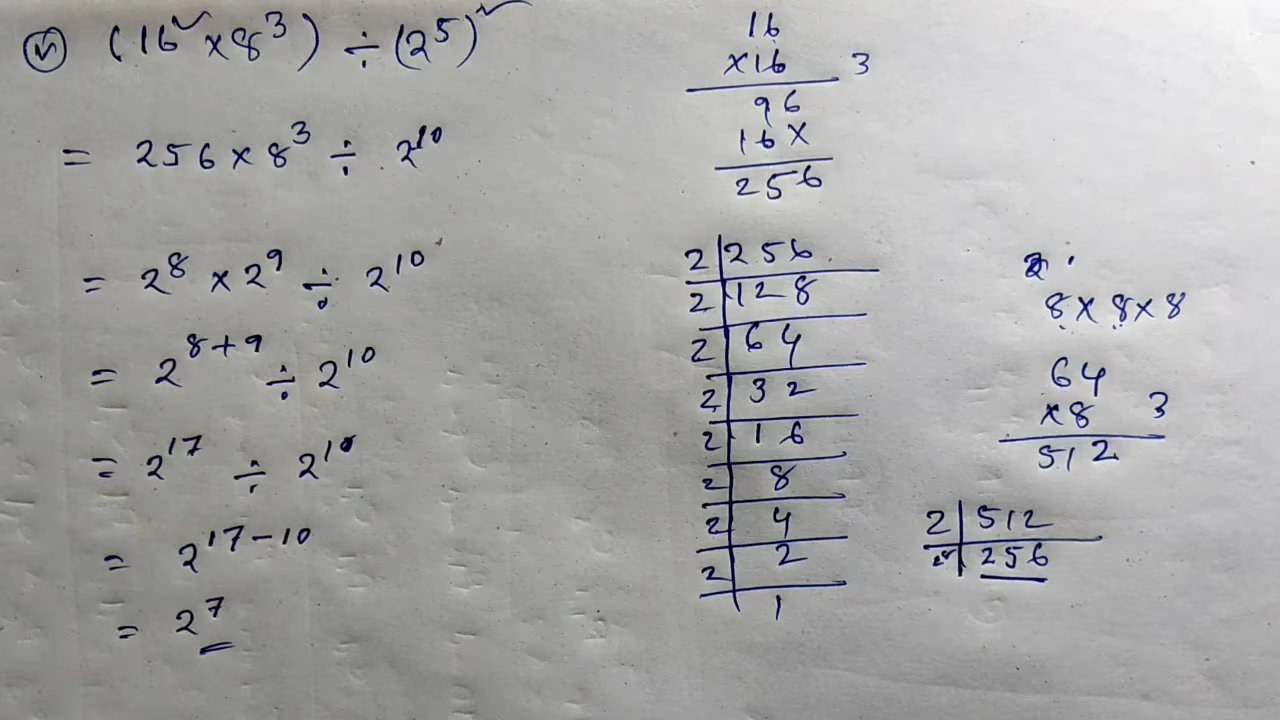 (v) (16² × 8³) ÷ (2⁵)²
= 256 × 8³ ÷ 2¹⁰
= 2⁸ × 2⁹ ÷ 2¹⁰
= 2⁸⁺⁹ ÷ 2¹⁰
= 2¹⁷ ÷ 2¹⁰
= 2¹⁷⁻¹⁰
= 2⁷
16
×16 3
96
16×
256
2 | 256
2 | 128
2 | 64
2 | 32
2 | 16
2 | 8
2 | 4
2 | 2
1
8×8×8
64
×8 3
512
2 | 512
256